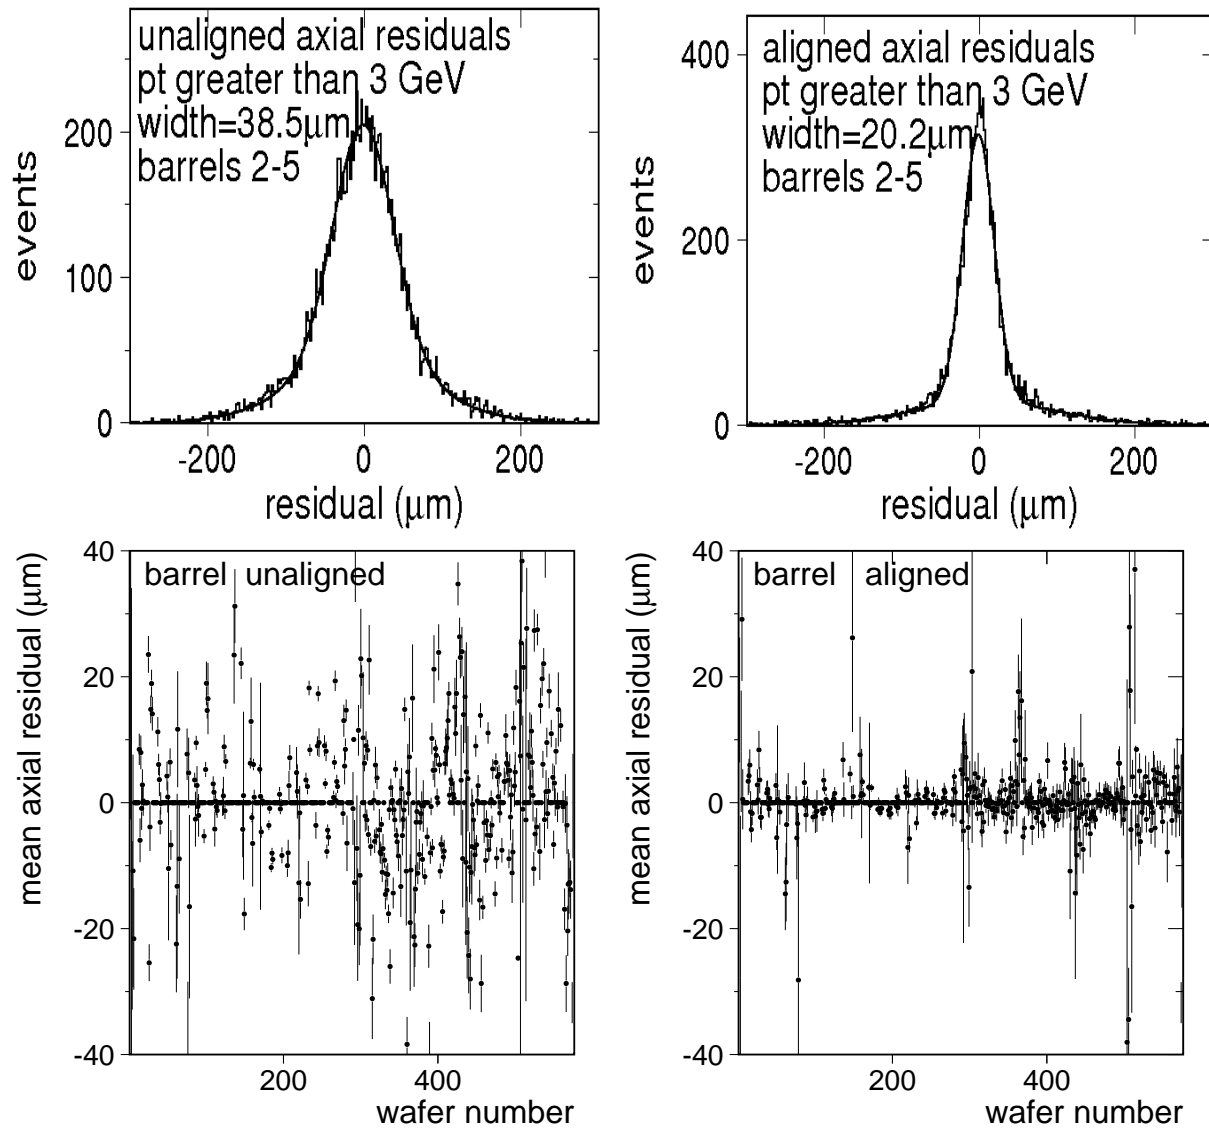 unaligned axial residuals
pt greater than 3 GeV
width=38.5μm
barrels 2-5
events
200
100
0
-200 0 200
residual (μm)
aligned axial residuals
pt greater than 3 GeV
width=20.2μm
barrels 2-5
events
400
200
0
-200 0 200
residual (μm)
barrel unaligned
mean axial residual (μm)
40
20
0
-20
-40
200 400
wafer number
barrel aligned
mean axial residual (μm)
40
20
0
-20
-40
200 400
wafer number